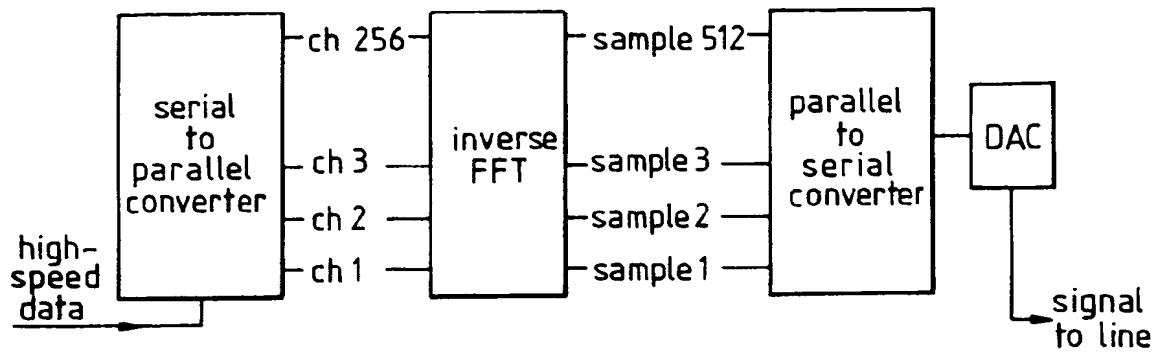 ch 256
sample 512
serial
to
parallel
converter
inverse
FFT
parallel
to
serial
converter
DAC
ch 3
sample 3
ch 2
sample 2
ch 1
sample 1
high-
speed
data
signal
to line